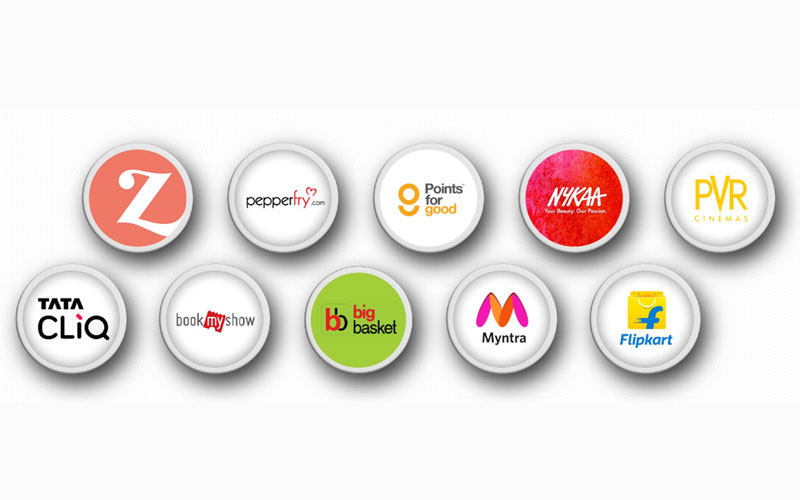 Z
pepperfry.com
Points™
for
good
NYKAA
Your Beauty. Our Passion.
PVR
CINEMAS
TATA
CLiQ
bookmyshow
bb big
basket
Myntra
Flipkart